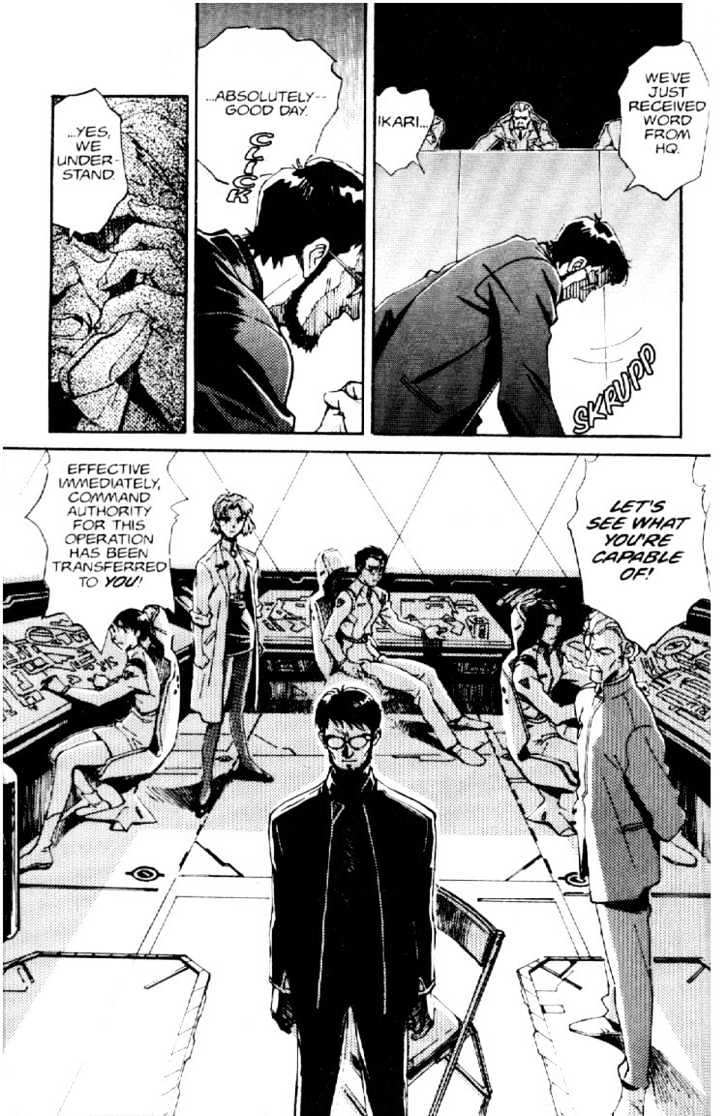 ...YES,
WE
UNDER-
STAND.
...ABSOLUTELY--
GOOD DAY.
CLICK
IKARI...
WE'VE
JUST
RECEIVED
WORD
FROM
HQ.
SKRUPP
EFFECTIVE
IMMEDIATELY,
COMMAND
AUTHORITY
FOR THIS
OPERATION
HAS BEEN
TRANSFERRED
TO YOU!
LET'S
SEE WHAT
YOU'RE
CAPABLE
OF!